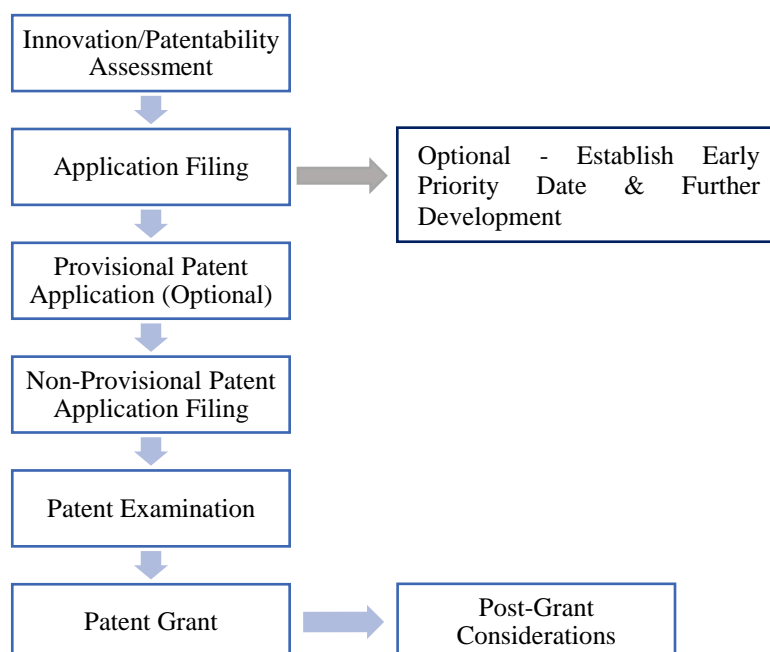 Innovation/Patentability
Assessment
Application Filing
Optional - Establish Early
Priority Date & Further
Development
Provisional Patent
Application (Optional)
Non-Provisional Patent
Application Filing
Patent Examination
Patent Grant
Post-Grant
Considerations